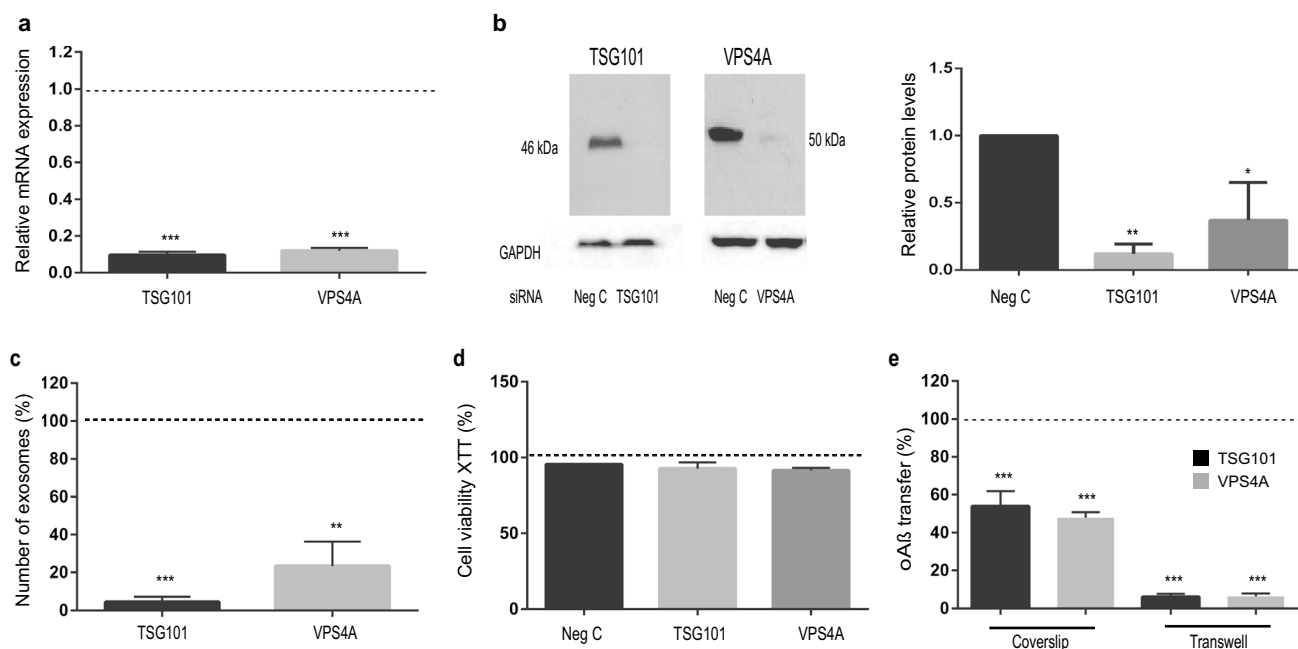 a
Relative mRNA expression
1.2
1.0
0.8
0.6
0.4
0.2
0.0
***
***
TSG101
VPS4A
b
TSG101
VPS4A
46 kDa
50 kDa
GAPDH
siRNA
Neg C
TSG101
Neg C
VPS4A
Relative protein levels
1.5
1.0
0.5
0.0
**
*
Neg C
TSG101
VPS4A
c
Number of exosomes (%)
120
100
80
60
40
20
0
***
**
TSG101
VPS4A
d
Cell viability XTT (%)
150
100
50
0
Neg C
TSG101
VPS4A
e
oAß transfer (%)
120
100
80
60
40
20
0
TSG101
VPS4A
***
***
***
***
Coverslip
Transwell